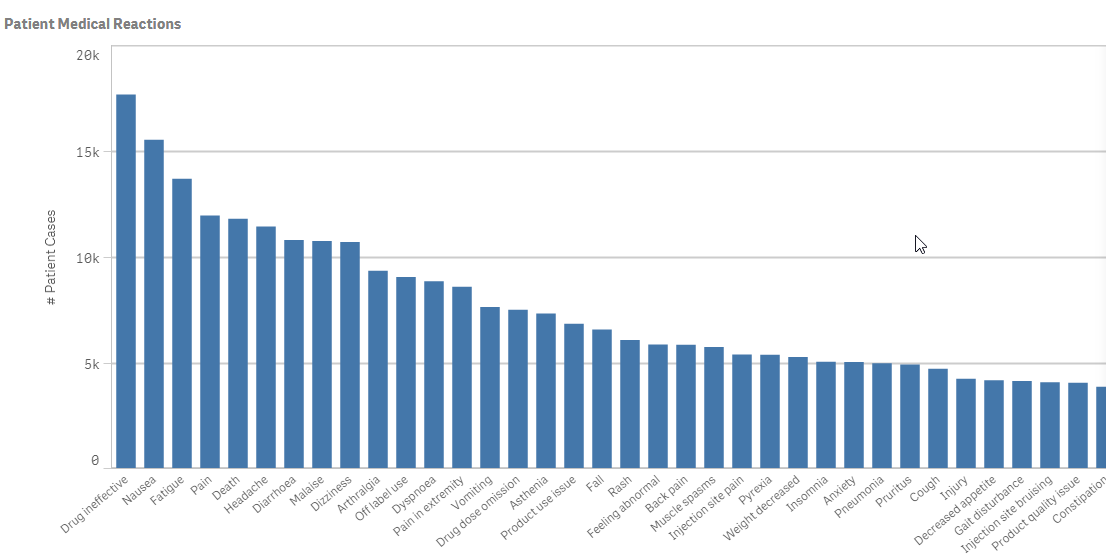 Patient Medical Reactions
20k
15k
10k
5k
0
# Patient Cases
Drug ineffective
Nausea
Fatigue
Pain
Death
Headache
Diarrhoea
Malaise
Dizziness
Arthralgia
Off label use
Dyspnoea
Pain in extremity
Vomiting
Drug dose omission
Asthenia
Product use issue
Fall
Rash
Feeling abnormal
Back pain
Muscle spasms
Injection site pain
Pyrexia
Weight decreased
Insomnia
Anxiety
Pneumonia
Pruritus
Cough
Injury
Decreased appetite
Gait disturbance
Injection site bruising
Product quality issue
Constipation